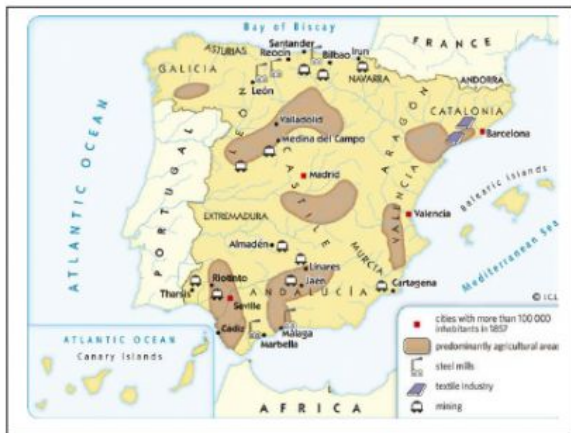 Bay of Biscay
FRANCE
ASTURIAS
Santander
Reocín
Bilbao
Irun
GALICIA
NAVARRA
ANDORRA
León
CATALONIA
LEON
ARAGON
Valladolid
Medina del Campo
Barcelona
ATLANTIC OCEAN
PORTUGAL
Madrid
CASTILE
Balearic Islands
VALENCIA
Valencia
EXTREMADURA
Mediterranean Sea
Almadén
MURCIA
Linares
Jaén
Cartagena
Riotinto
Tharsis
ANDALUCÍA
Seville
Cádiz
Málaga
Marbella
ATLANTIC OCEAN
Canary Islands
AFRICA
cities with more than 100 000
inhabitants in 1857
predominantly agricultural areas
steel mills
textile industry
mining